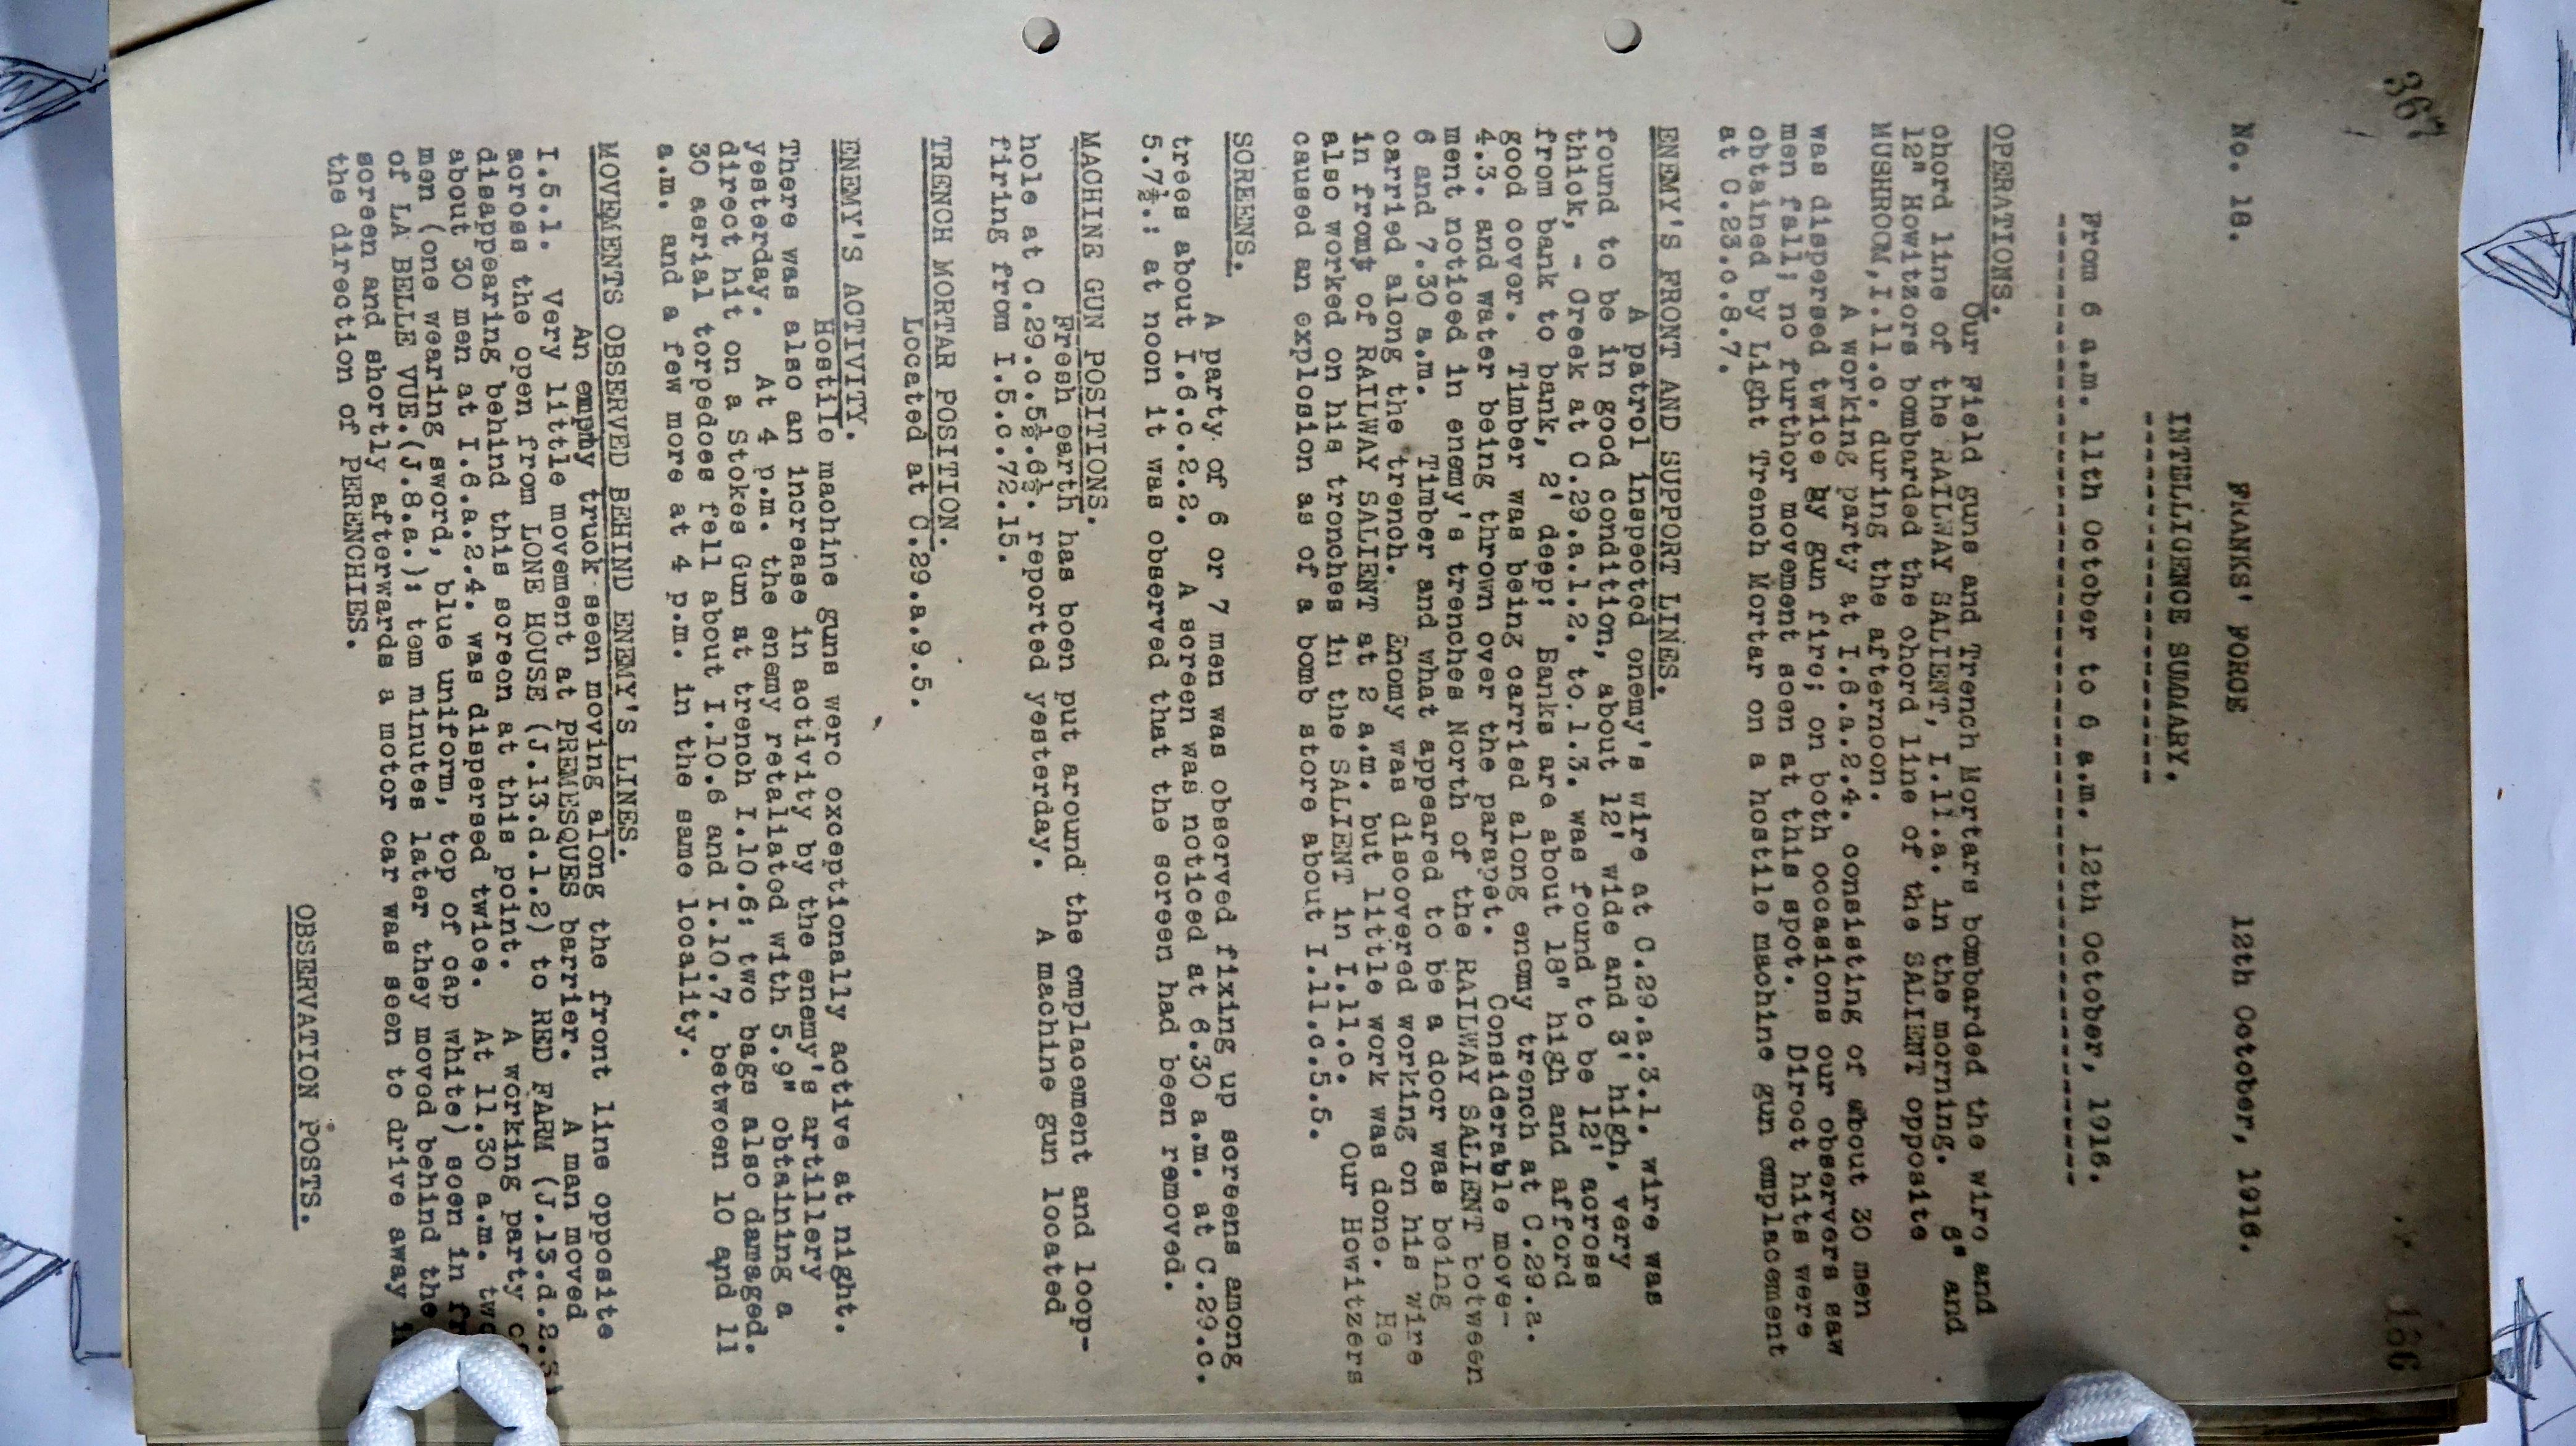 367
166
No. 18. FRANKS' FORCE 12th October, 1916.
INTELLIGENCE SUMMARY.
From 6 a.m. 11th October to 6 a.m. 12th October, 1916.
OPERATIONS.
Our Field guns and Trench Mortars bombarded the wire and
chord line of the RAILWAY SALIENT, I.11.a. in the morning. 6" and
12" Howitzers bombarded the chord line of the SALIENT opposite
MUSHROOM, I.11.c. during the afternoon.
A working party at I.6.a.2.4. consisting of about 30 men
was dispersed twice by gun fire; on both occasions our observers saw
men fall; no further movement seen at this spot. Direct hits were
obtained by Light Trench Mortar on a hostile machine gun emplacement
at C.23.c.8.7.
ENEMY'S FRONT AND SUPPORT LINES.
A patrol inspected enemy's wire at C.29.a.3.1. wire was
found to be in good condition, about 12' wide and 3' high, very
thick, - Creek at C.29.a.1.2. to 1.3. was found to be 12' across
from bank to bank, 2' deep: Banks are about 18" high and afford
good cover. Timber was being carried along enemy trench at C.29.a.
4.3. and water being thrown over the parapet. Considerable move-
ment noticed in enemy's trenches North of the RAILWAY SALIENT between
6 and 7.30 a.m. Timber and what appeared to be a door was being
carried along the trench. Enemy was discovered working on his wire
in front of RAILWAY SALIENT at 2 a.m. but little work was done. He
also worked on his trenches in the SALIENT in I.11.c. Our Howitzers
caused an explosion as of a bomb store about I.11.c.5.5.
SCREENS.
A party of 6 or 7 men was observed fixing up screens among
trees about I.6.c.2.2. A screen was noticed at 6.30 a.m. at C.29.c.
5.7½.: at noon it was observed that the screen had been removed.
MACHINE GUN POSITIONS.
Fresh earth has been put around the emplacement and loop-
hole at C.29.c.5½.6½. reported yesterday. A machine gun located
firing from I.5.c.72.15.
TRENCH MORTAR POSITION.
Located at C.29.a.9.5.
ENEMY'S ACTIVITY.
Hostile machine guns were exceptionally active at night.
There was also an increase in activity by the enemy's artillery
yesterday. At 4 p.m. the enemy retaliated with 5.9" obtaining a
direct hit on a Stokes Gun at trench I.10.6: two bags also damaged.
30 aerial torpedoes fell about I.10.6 and I.10.7. between 10 and 11
a.m. and a few more at 4 p.m. in the same locality.
MOVEMENTS OBSERVED BEHIND ENEMY'S LINES.
An empty truck seen moving along the front line opposite
I.5.1. Very little movement at PREMESQUES barrier. A man moved
across the open from LONE HOUSE (J.13.d.1.2) to RED FARM (J.13.d.2.3)
disappearing behind this screen at this point. A working party of
about 30 men at I.6.a.2.4. was dispersed twice. At 11.30 a.m. two
men (one wearing sword, blue uniform, top of cap white) seen in
of LA BELLE VUE.(J.8.a.): ten minutes later they moved behind the
screen and shortly afterwards a motor car was seen to drive away in
the direction of PERENCHIES.
OBSERVATION POSTS.